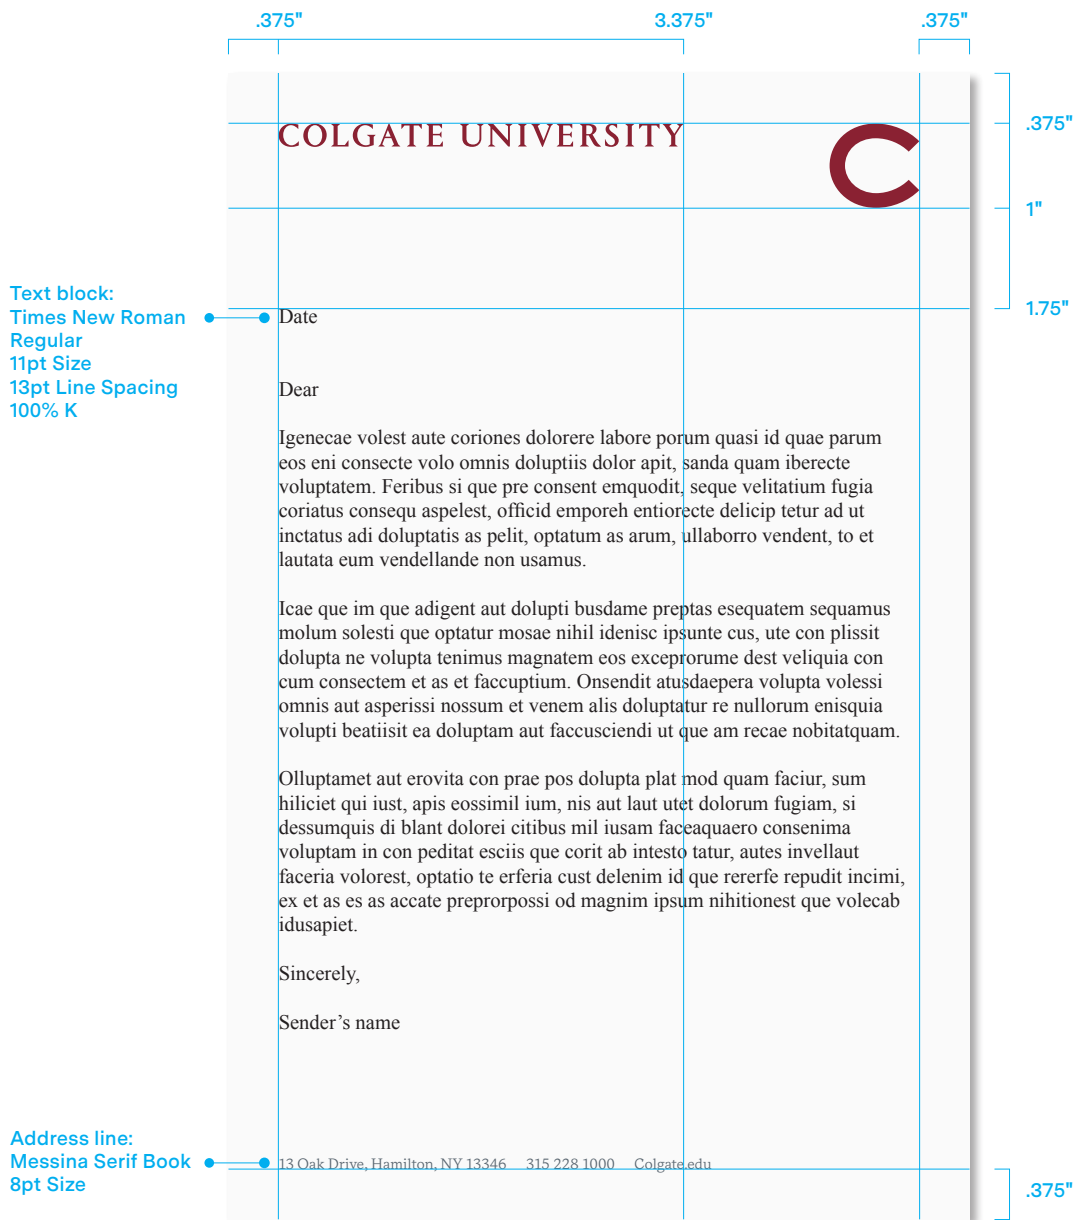 .375" 3.375" .375"
COLGATE UNIVERSITY
C
.375"
1"
1.75"
Text block:
Times New Roman
Regular
11pt Size
13pt Line Spacing
100% K
Date
Dear
Igenecae volest aute coriones dolorere labore porum quasi id quae parum
eos eni consecte volo omnis doluptiis dolor apit, sanda quam iberecte
voluptatem. Feribus si que pre consent emquodit, seque velitatium fugia
coriatus consequ aspelest, officid emporeh entiorecte delicip tetur ad ut
inctatus adi doluptatis as pelit, optatum as arum, ullaborro vendent, to et
lautata eum vendellande non usamus.
Icae que im que adigent aut dolupti busdame preptas esequatem sequamus
molum solesti que optatur mosae nihil idenisc ipsunte cus, ute con plissit
dolupta ne volupta tenimus magnatem eos exceprorume dest veliquia con
cum consectem et as et faccuptium. Onsendit atusdaepera volupta volessi
omnis aut asperissi nossum et venem alis doluptatur re nullorum enisquia
volupti beatiisit ea doluptam aut faccusciendi ut que am recae nobitatquam.
Olluptamet aut erovita con prae pos dolupta plat mod quam faciur, sum
hiliciet qui iust, apis eossimil ium, nis aut laut utet dolorum fugiam, si
dessumquis di blant dolorei citibus mil iusam faceaquaero consenima
voluptam in con peditat esciis que corit ab intesto tatur, autes invellaut
faceria volorest, optatio te erferia cust delenim id que rererfe repudit incimi,
ex et as es as accate preprorpossi od magnim ipsum nihitionest que volecab
idusapiet.
Sincerely,
Sender’s name
Address line:
Messina Serif Book
8pt Size
13 Oak Drive, Hamilton, NY 13346 315 228 1000 Colgate.edu
.375"